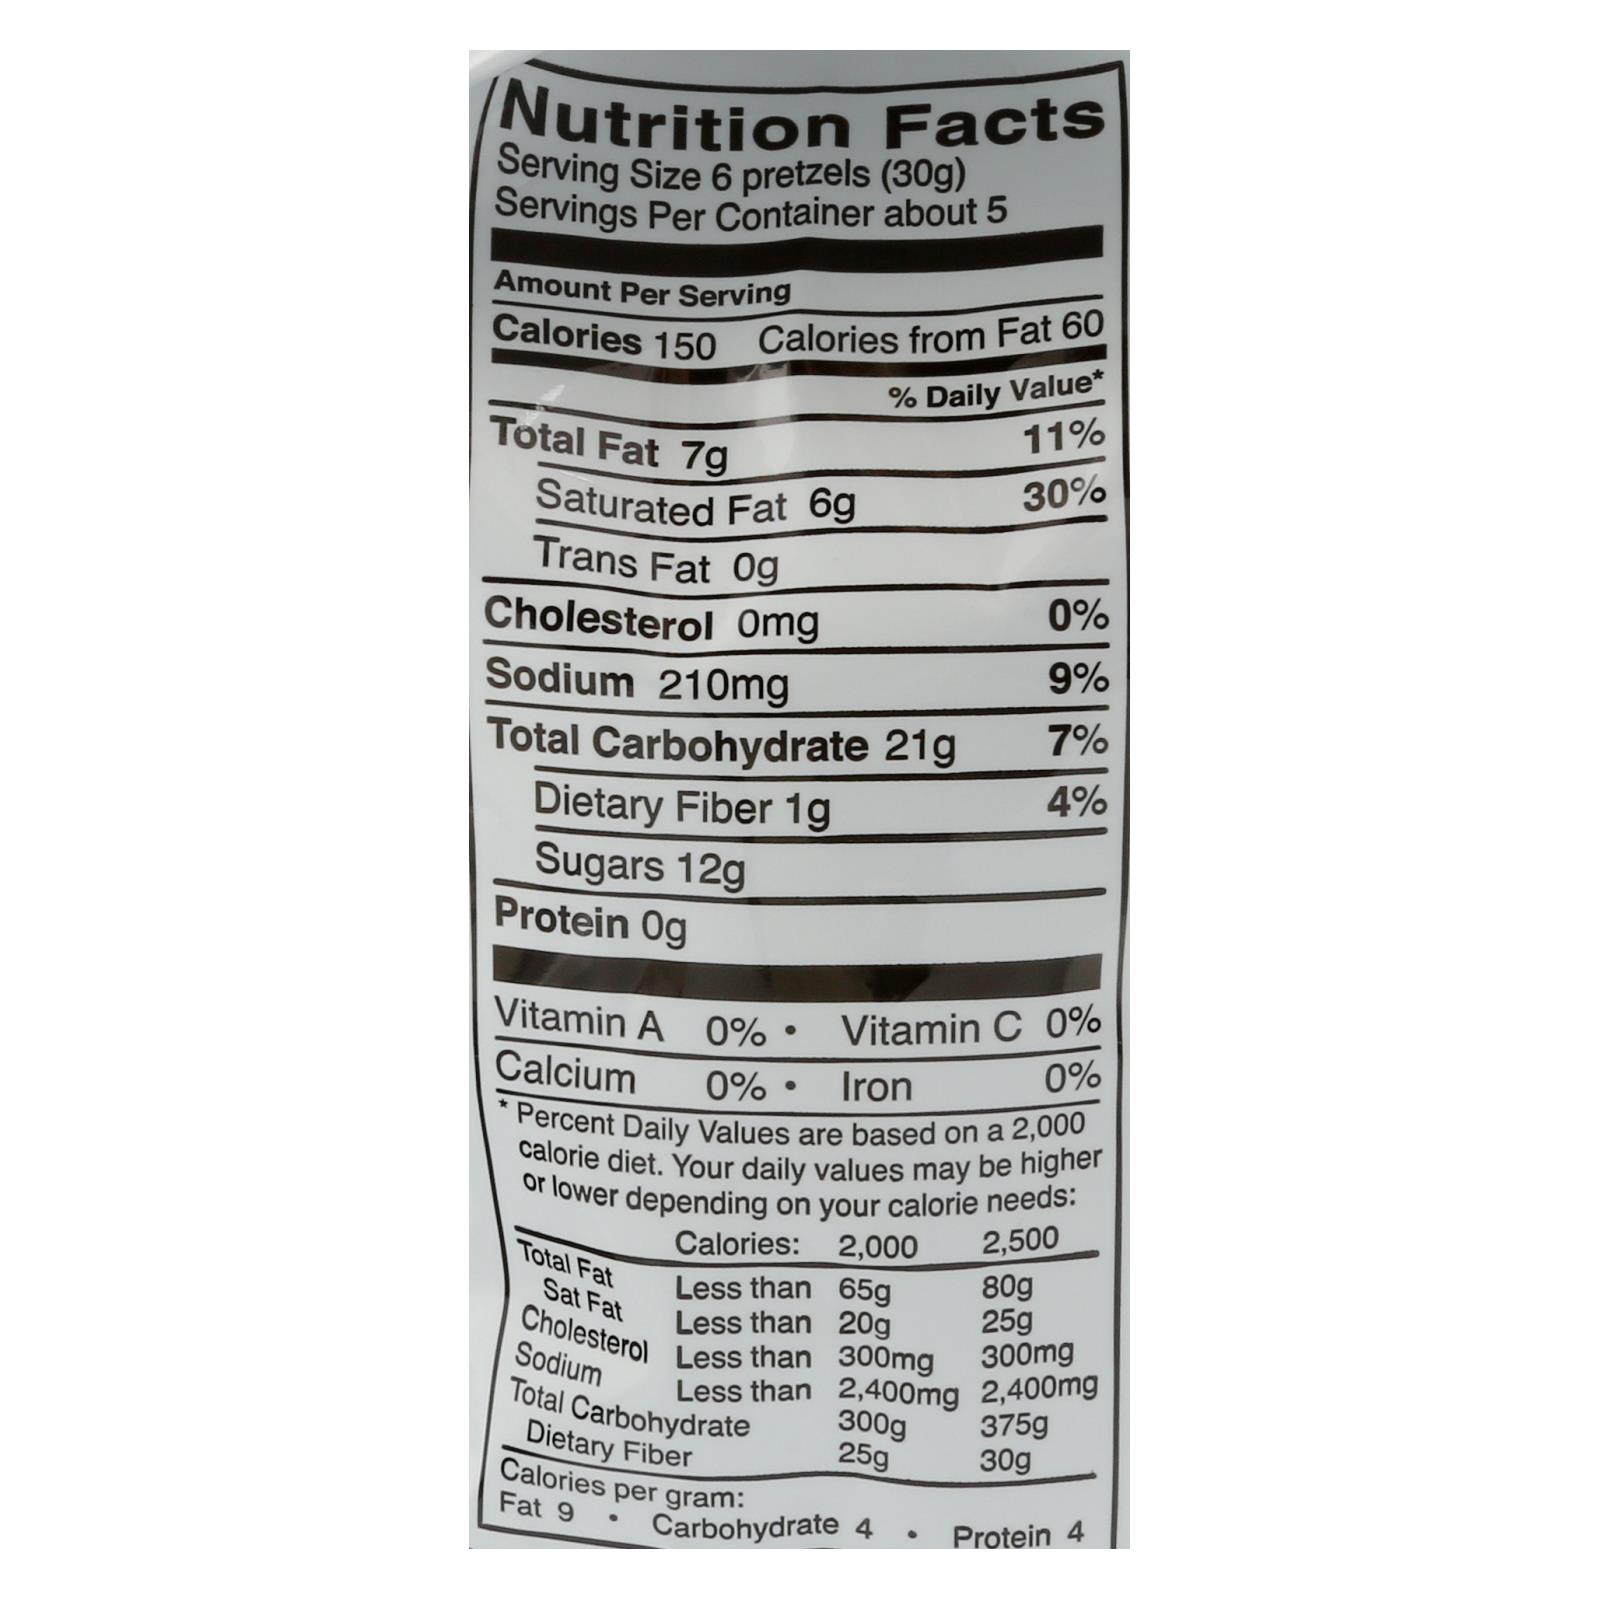 Nutrition Facts
Serving Size 6 pretzels (30g)
Servings Per Container about 5
Amount Per Serving
Calories 150 Calories from Fat 60
% Daily Value*
Total Fat 7g 11%
Saturated Fat 6g 30%
Trans Fat 0g
Cholesterol 0mg 0%
Sodium 210mg 9%
Total Carbohydrate 21g 7%
Dietary Fiber 1g 4%
Sugars 12g
Protein 0g
Vitamin A 0% • Vitamin C 0%
Calcium 0% • Iron 0%
* Percent Daily Values are based on a 2,000
calorie diet. Your daily values may be higher
or lower depending on your calorie needs:
Calories: 2,000 2,500
Total Fat Less than 65g 80g
Sat Fat Less than 20g 25g
Cholesterol Less than 300mg 300mg
Sodium Less than 2,400mg 2,400mg
Total Carbohydrate 300g 375g
Dietary Fiber 25g 30g
Calories per gram:
Fat 9 • Carbohydrate 4 • Protein 4